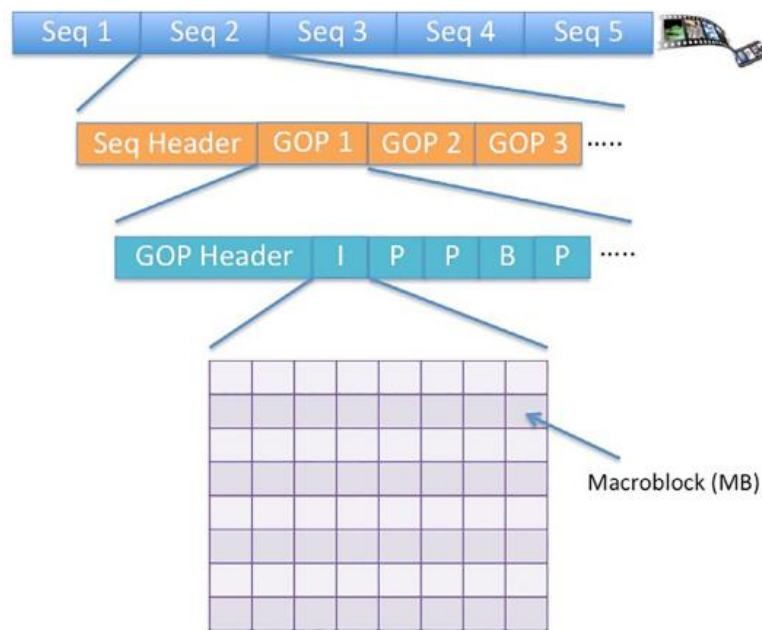 Seq 1 Seq 2 Seq 3 Seq 4 Seq 5
Seq Header GOP 1 GOP 2 GOP 3 .....
GOP Header I P P B P .....
Macroblock (MB)